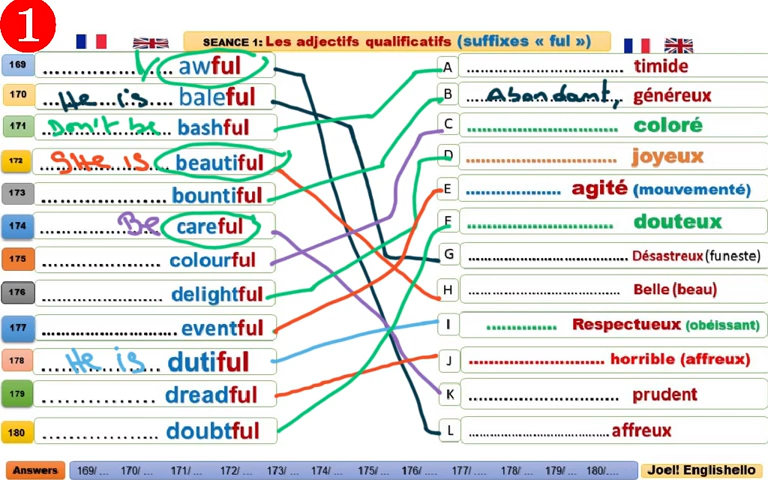 1
SEANCE 1: Les adjectifs qualificatifs (suffixes « ful »)
169 ........................ awful
170 ....He is.... baleful
171 Don't be bashful
172 SHe is beautiful
173 ........................ bountiful
174 ........................Be careful
175 ........................ colourful
176 ........................ delightful
177 ........................ eventful
178 ....He is.... dutiful
179 ................ dreadful
180 ................ doubtful
A ........................ timide
B ....Abondant, généreux
C ........................ coloré
D ........................ joyeux
E ................ agité (mouvementé)
F ........................ douteux
G ........................ Désastreux (funeste)
H ........................ Belle (beau)
I ............ Respectueux (obéissant)
J ........................ horrible (affreux)
K ........................ prudent
L ........................ affreux
Answers 169/ ... 170/ ... 171/ ... 172/ ... 173/ ... 174/ ... 175/ ... 176/ .... 177/ .... 178/ ... 179/ ... 180/.... Joel! Englishello